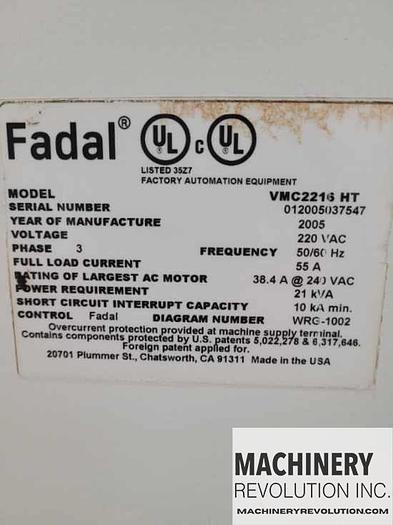 Fadal® UL c UL
LISTED 35Z7
FACTORY AUTOMATION EQUIPMENT
MODEL VMC2216 HT
SERIAL NUMBER 012005037547
YEAR OF MANUFACTURE 2005
VOLTAGE 220 VAC
PHASE 3 FREQUENCY 50/60 Hz
FULL LOAD CURRENT 55 A
RATING OF LARGEST AC MOTOR 38.4 A @ 240 VAC
POWER REQUIREMENT 21 kVA
SHORT CIRCUIT INTERRUPT CAPACITY 10 kA min.
CONTROL Fadal DIAGRAM NUMBER WRG-1002
Overcurrent protection provided at machine supply terminal.
Contains components protected by U.S. patents 5,022,278 & 6,317,646.
Foreign patent applied for.
20701 Plummer St., Chatsworth, CA 91311 Made in the USA
MACHINERY
REVOLUTION INC.
MACHINERYREVOLUTION.COM